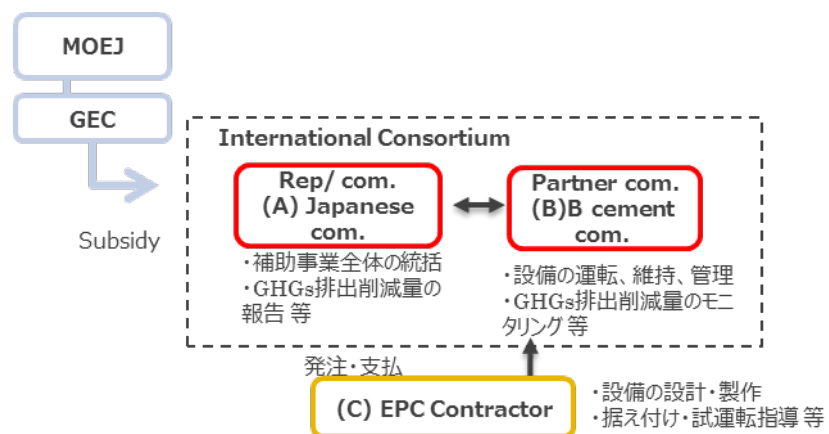 MOEJ
GEC
Subsidy
International Consortium
Rep/ com.
(A) Japanese
com.
・補助事業全体の統括
・GHGs排出削減量の
報告 等
Partner com.
(B)B cement
com.
・設備の運転、維持、管理
・GHGs排出削減量のモニ
タリング 等
発注・支払
(C) EPC Contractor
・設備の設計・製作
・据え付け・試運転指導 等